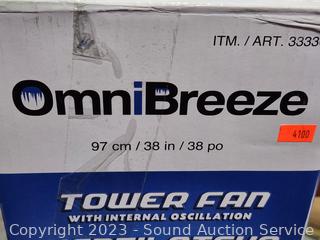 ITM. / ART. 3333
OmniBreeze
4100
97 cm / 38 in / 38 po
TOWER FAN
WITH INTERNAL OSCILLATION
Copyright © 2023 - Sound Auction Service